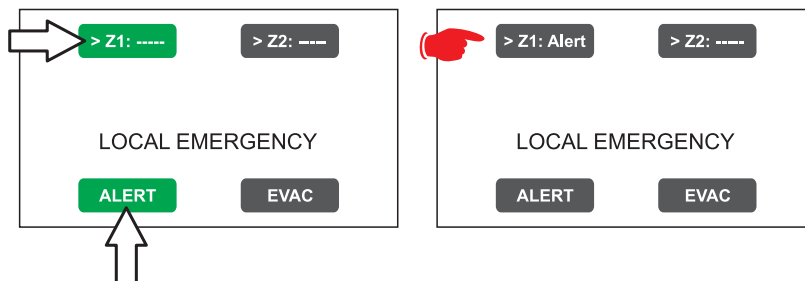 > Z1: -----
> Z2: -----
LOCAL EMERGENCY
ALERT
EVAC
> Z1: Alert
> Z2: -----
LOCAL EMERGENCY
ALERT
EVAC